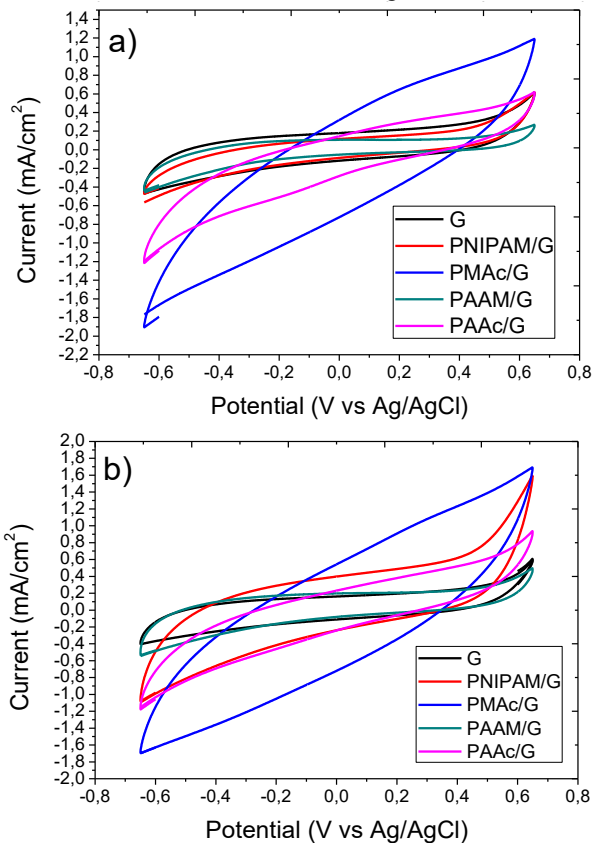 a)
1,4
1,2
1,0
0,8
0,6
0,4
0,2
0,0
-0,2
-0,4
-0,6
-0,8
-1,0
-1,2
-1,4
-1,6
-1,8
-2,0
-2,2
Current (mA/cm²)
G
PNIPAM/G
PMAc/G
PAAM/G
PAAc/G
-0,8 -0,6 -0,4 -0,2 0,0 0,2 0,4 0,6 0,8
Potential (V vs Ag/AgCl)
b)
2,0
1,8
1,6
1,4
1,2
1,0
0,8
0,6
0,4
0,2
0,0
-0,2
-0,4
-0,6
-0,8
-1,0
-1,2
-1,4
-1,6
-1,8
-2,0
Current (mA/cm²)
G
PNIPAM/G
PMAc/G
PAAM/G
PAAc/G
-0,8 -0,6 -0,4 -0,2 0,0 0,2 0,4 0,6 0,8
Potential (V vs Ag/AgCl)